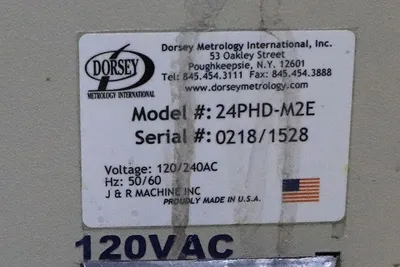 Dorsey Metrology International, Inc.
53 Oakley Street
Poughkeepsie, N.Y. 12601
Tel: 845.454.3111 Fax: 845.454.3888
www.dorseymetrology.com
DORSEY
METROLOGY INTERNATIONAL
Model #: 24PHD-M2E
Serial #: 0218/1528
Voltage: 120/240AC
Hz: 50/60
J & R MACHINE INC
PROUDLY MADE IN U.S.A.
120VAC